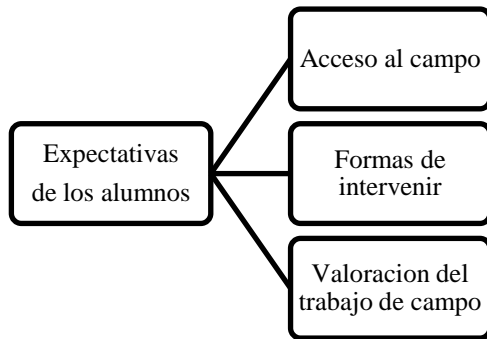 Expectativas
de los alumnos
Acceso al campo
Formas de
intervenir
Valoracion del
trabajo de campo